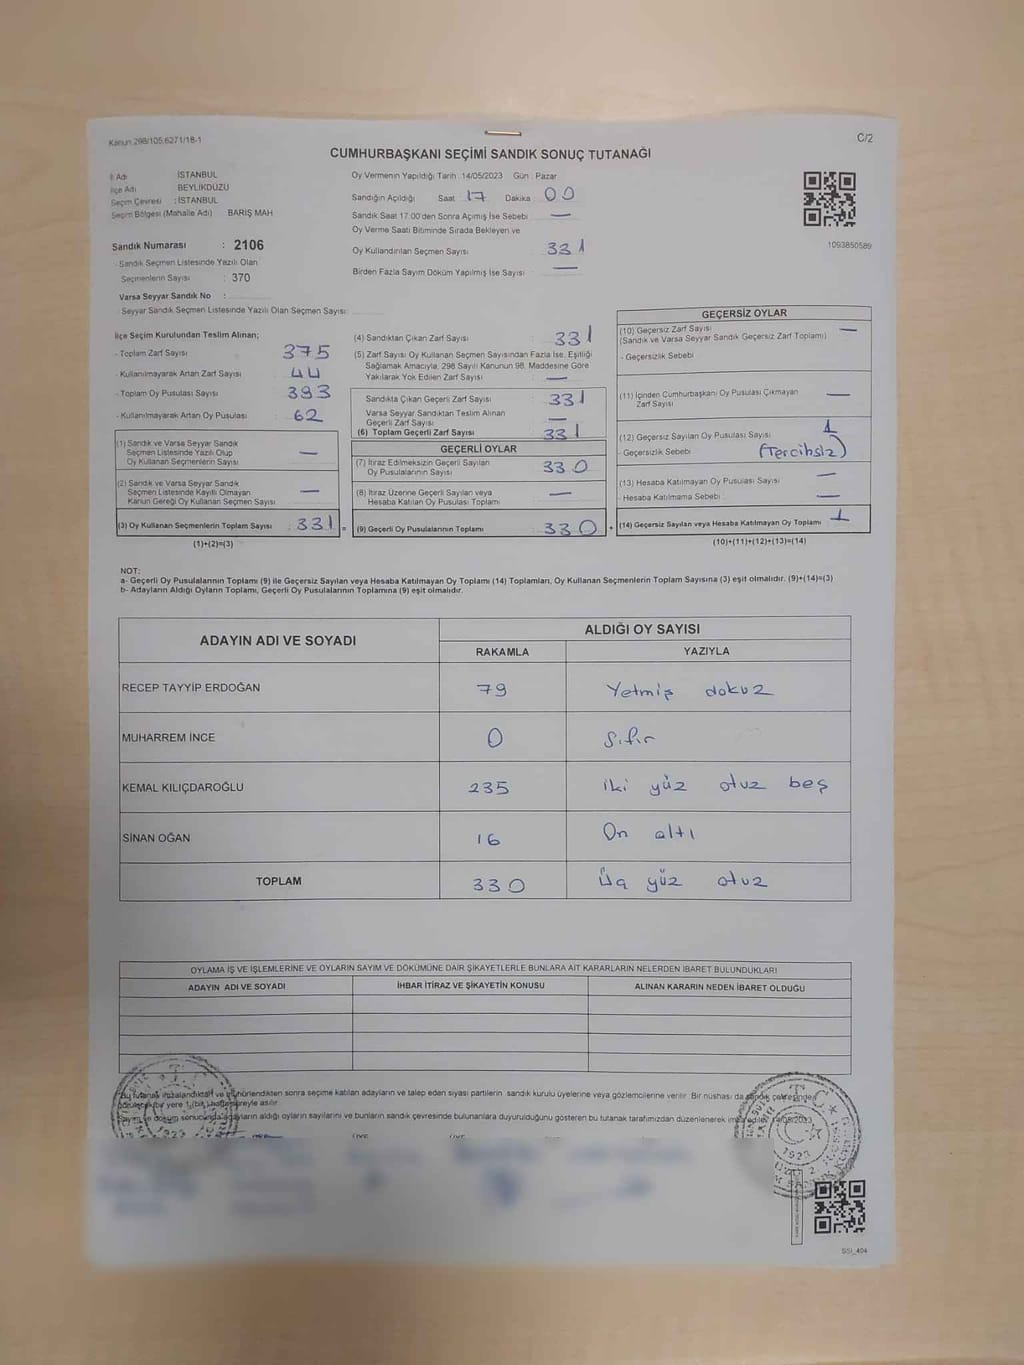 Kanun 298/105,6271/18-1
C/2
CUMHURBAŞKANI SEÇİMİ SANDIK SONUÇ TUTANAĞI
İl Adı : İSTANBUL
İlçe Adı : BEYLİKDÜZÜ
Seçim Çevresi : İSTANBUL
Seçim Bölgesi (Mahalle Adı) BARIŞ MAH
Oy Vermenin Yapıldığı Tarih : 14/05/2023 Gün : Pazar
Sandığın Açıldığı Saat 17 Dakika : 00
Sandık Saat 17.00'den Sonra Açımış İse Sebebi : —
Oy Verme Saati Bitiminde Sırada Bekleyen ve
Oy Kullandırılan Seçmen Sayısı : 331
Birden Fazla Sayım Döküm Yapılmış İse Sayısı : —
1093850589
Sandık Numarası : 2106
- Sandık Seçmen Listesinde Yazılı Olan
Seçmenlerin Sayısı : 370
Varsa Seyyar Sandık No :
- Seyyar Sandık Seçmen Listesinde Yazılı Olan Seçmen Sayısı:
İlçe Seçim Kurulundan Teslim Alınan;
- Toplam Zarf Sayısı : 375
- Kullanılmayarak Artan Zarf Sayısı : 44
- Toplam Oy Pusulası Sayısı : 393
- Kullanılmayarak Artan Oy Pusulası : 62
(1) Sandık ve Varsa Seyyar Sandık
Seçmen Listesinde Yazılı Olup
Oy Kullanan Seçmenlerin Sayısı : —
(2) Sandık ve Varsa Seyyar Sandık
Seçmen Listesinde Kayıtlı Olmayan
Kanun Gereği Oy Kullanan Seçmen Sayısı : —
(3) Oy Kullanan Seçmenlerin Toplam Sayısı : 331 =
(1)+(2)=(3)
(4) Sandıktan Çıkan Zarf Sayısı : 331
(5) Zarf Sayısı Oy Kullanan Seçmen Sayısından Fazla İse, Eşitliği
Sağlamak Amacıyla, 298 Sayılı Kanunun 98. Maddesine Göre
Yakılarak Yok Edilen Zarf Sayısı : —
Sandıkta Çıkan Geçerli Zarf Sayısı : 331
Varsa Seyyar Sandıktan Teslim Alınan
Geçerli Zarf Sayısı : —
(6) Toplam Geçerli Zarf Sayısı : 331
GEÇERLİ OYLAR
(7) İtiraz Edilmeksizin Geçerli Sayılan
Oy Pusulalarının Sayısı : 330
(8) İtiraz Üzerine Geçerli Sayılan veya
Hesaba Katılan Oy Pusulası Toplamı : —
(9) Geçerli Oy Pusulalarının Toplamı : 330 +
GEÇERSİZ OYLAR
(10) Geçersiz Zarf Sayısı : —
(Sandık ve Varsa Seyyar Sandık Geçersiz Zarf Toplamı)
- Geçersizlik Sebebi
(11) İçinden Cumhurbaşkanı Oy Pusulası Çıkmayan
Zarf Sayısı : —
(12) Geçersiz Sayılan Oy Pusulası Sayısı : 1
- Geçersizlik Sebebi : (Tercihsiz)
(13) Hesaba Katılmayan Oy Pusulası Sayısı : —
- Hesaba Katılmama Sebebi : —
(14) Geçersiz Sayılan veya Hesaba Katılmayan Oy Toplamı : 1
(10)+(11)+(12)+(13)=(14)
NOT:
a- Geçerli Oy Pusulalarının Toplamı (9) ile Geçersiz Sayılan veya Hesaba Katılmayan Oy Toplamı (14) Toplamları, Oy Kullanan Seçmenlerin Toplam Sayısına (3) eşit olmalıdır. (9)+(14)=(3)
b- Adayların Aldığı Oyların Toplamı, Geçerli Oy Pusulalarının Toplamına (9) eşit olmalıdır.
ADAYIN ADI VE SOYADI
ALDIĞI OY SAYISI
RAKAMLA YAZIYLA
RECEP TAYYİP ERDOĞAN 79 Yetmiş dokuz
MUHARREM İNCE 0 Sıfır
KEMAL KILIÇDAROĞLU 235 iki yüz otuz beş
SİNAN OĞAN 16 On altı
TOPLAM 330 Üç yüz otuz
OYLAMA İŞ VE İŞLEMLERİNE VE OYLARIN SAYIM VE DÖKÜMÜNE DAİR ŞİKAYETLERLE BUNLARA AİT KARARLARIN NELERDEN İBARET BULUNDUKLARI
ADAYIN ADI VE SOYADI İHBAR İTİRAZ VE ŞİKAYETİN KONUSU ALINAN KARARIN NEDEN İBARET OLDUĞU
Bu tutanak imzalandıktan ve mühürlendikten sonra seçime katılan adayların ve talep eden siyasi partilerin sandık kurulu üyelerine veya gözlemcilerine verilir. Bir nüshası da sandık çevresinden
görülecek bir yere 1 (bir) hafta süreyle asılır.
Sayım ve döküm sonucunda adayların aldığı oyların sayılarını ve bunların sandık çevresinde bulunanlara duyurulduğunu gösteren bu tutanak tarafımızdan düzenlenerek imza edildi. 14/05/2023
SSI_404